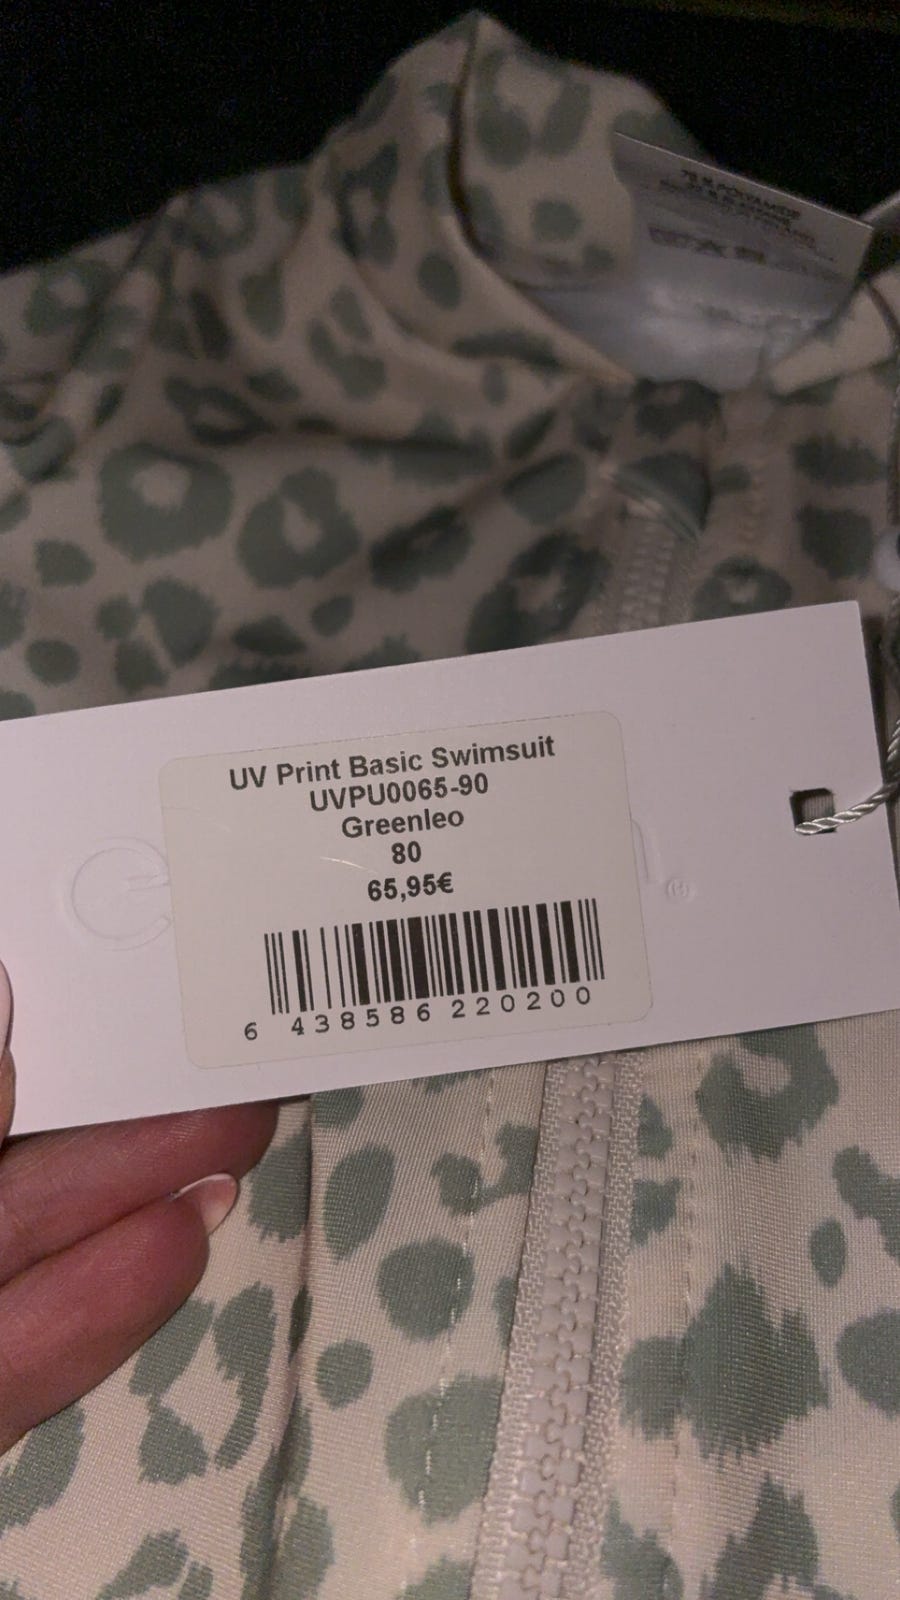 UV Print Basic Swimsuit
UVPU0065-90
Greenleo
80
65,95€
6 438586 220200